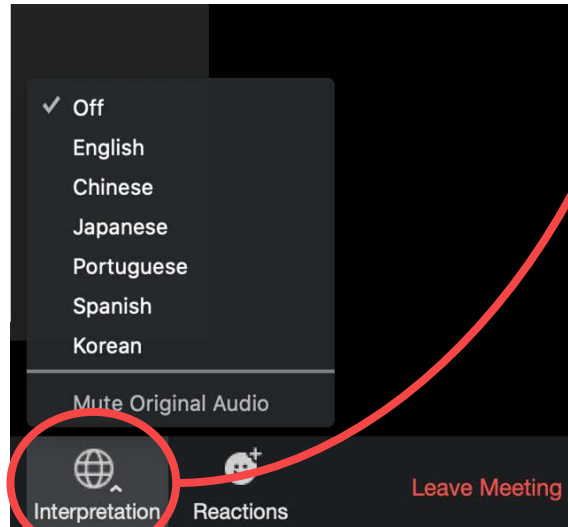 Off
English
Chinese
Japanese
Portuguese
Spanish
Korean
Mute Original Audio
Interpretation Reactions Leave Meeting